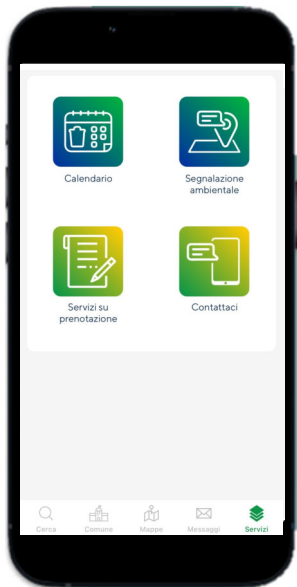 Calendario
Segnalazione
ambientale
Servizi su
prenotazione
Contattaci
Cerca
Comune
Mappe
Messaggi
Servizi